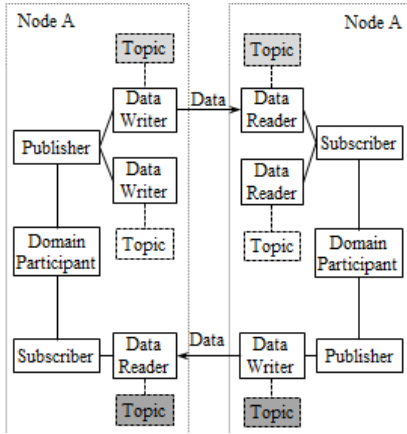 Node A
Topic
Data
Writer
Publisher
Data
Writer
Topic
Domain
Participant
Subscriber
Data
Reader
Topic
Data
Data
Node A
Topic
Data
Reader
Subscriber
Data
Reader
Topic
Domain
Participant
Data
Writer
Publisher
Topic